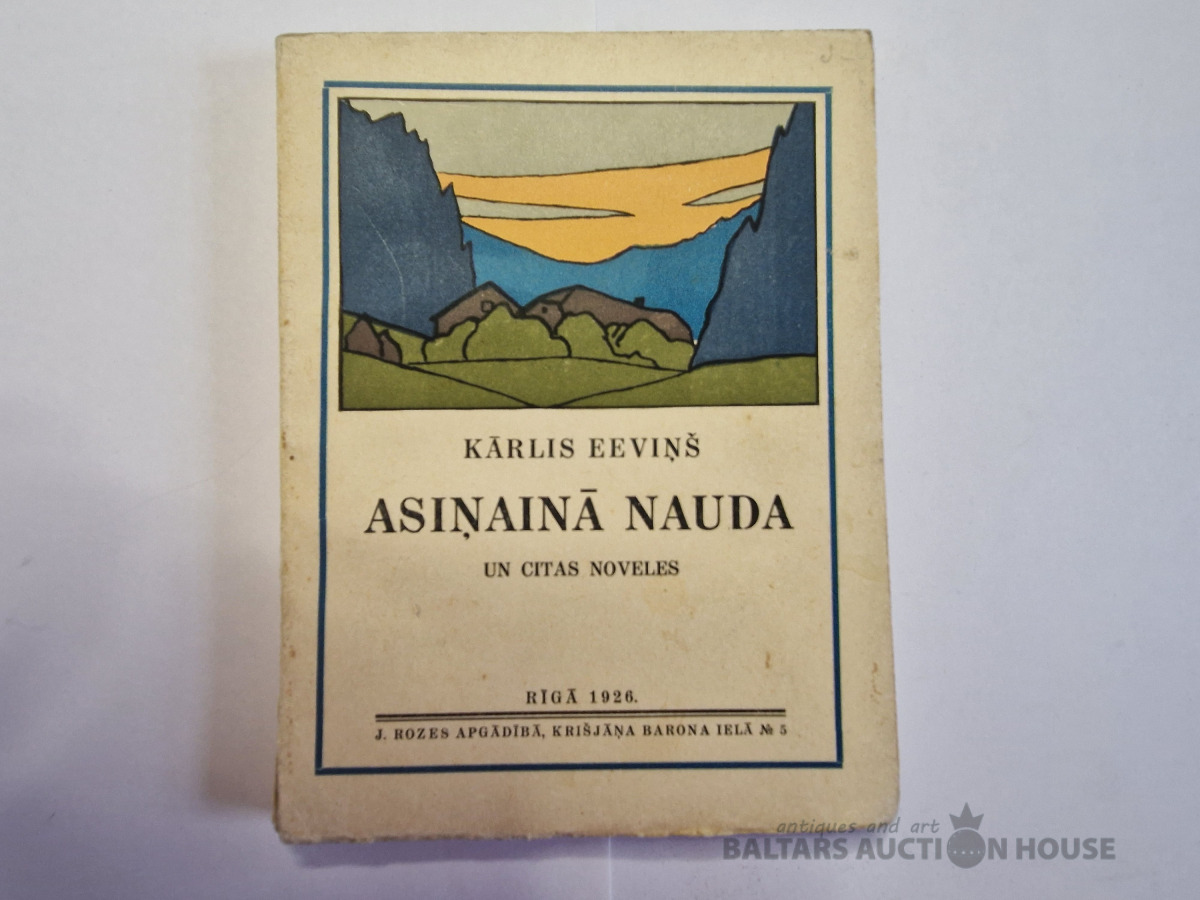 KĀRLIS EEVIŅŠ
ASIŅAINĀ NAUDA
UN CITAS NOVELES
RĪGĀ 1926.
J. ROZES APGĀDĪBĀ, KRIŠJĀŅA BARONA IELĀ № 5
antiques and art
BALTARS AUCTION HOUSE